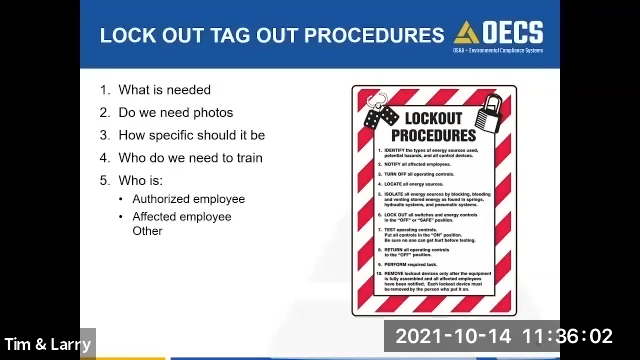 LOCK OUT TAG OUT PROCEDURES
OECS
OSHA + Environmental Compliance Systems
1. What is needed
2. Do we need photos
3. How specific should it be
4. Who do we need to train
5. Who is:
• Authorized employee
• Affected employee
Other
LOCKOUT
PROCEDURES
1. IDENTIFY the types of energy sources used,
potential hazards, and all control devices.
2. NOTIFY all affected employees.
3. TURN OFF all operating controls.
4. LOCATE all energy sources.
5. ISOLATE all energy sources by blocking, bleeding
and venting stored energy as found in springs,
hydraulic systems, and pneumatic systems.
6. LOCK OUT all switches and energy controls
in the "OFF" or "SAFE" position.
7. TEST operating controls.
Put all controls in the "ON" position.
Be sure no one can get hurt before testing.
8. RETURN all operating controls
to the "OFF" position.
9. PERFORM required task.
10. REMOVE lockout devices only after the equipment
is fully assembled and all affected employees
have been notified. Each lockout device must
be removed by the person who put it on.
Tim & Larry
2021-10-14 11:36:02